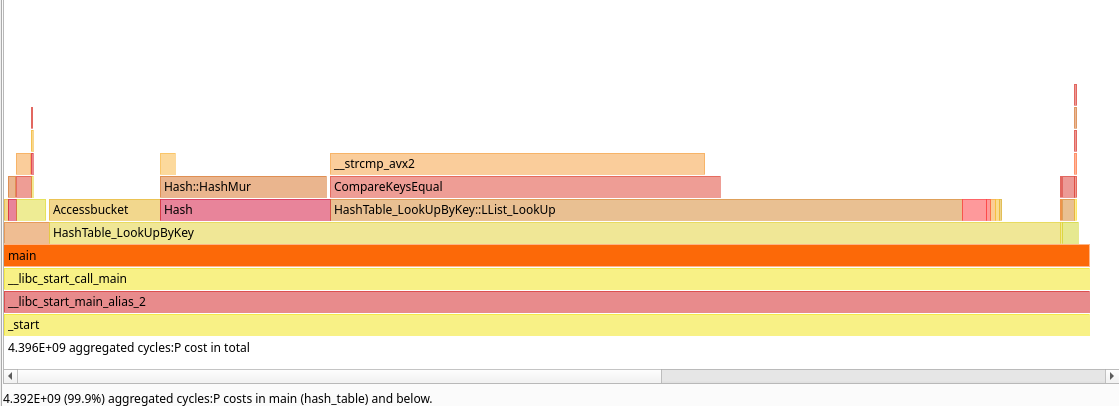 __strcmp_avx2
Hash::HashMur CompareKeysEqual
Accessbucket Hash HashTable_LookUpByKey::LList_LookUp
HashTable_LookUpByKey
main
__libc_start_call_main
__libc_start_main_alias_2
_start
4.396E+09 aggregated cycles:P cost in total
4.392E+09 (99.9%) aggregated cycles:P costs in main (hash_table) and below.